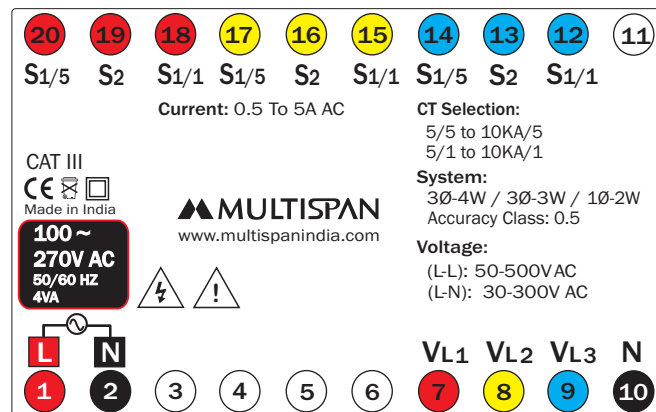 20 19 18 17 16 15 14 13 12 11
S1/5 S2 S1/1 S1/5 S2 S1/1 S1/5 S2 S1/1
Current: 0.5 To 5A AC
CT Selection:
5/5 to 10KA/5
5/1 to 10KA/1
System:
3Ø-4W / 3Ø-3W / 1Ø-2W
Accuracy Class: 0.5
Voltage:
(L-L): 50-500V AC
(L-N): 30-300V AC
CAT III
CE
Made in India
100 ~
270V AC
50/60 HZ
4VA
MULTISPAN
www.multispanindia.com
L N
VL1 VL2 VL3 N
1 2 3 4 5 6 7 8 9 10